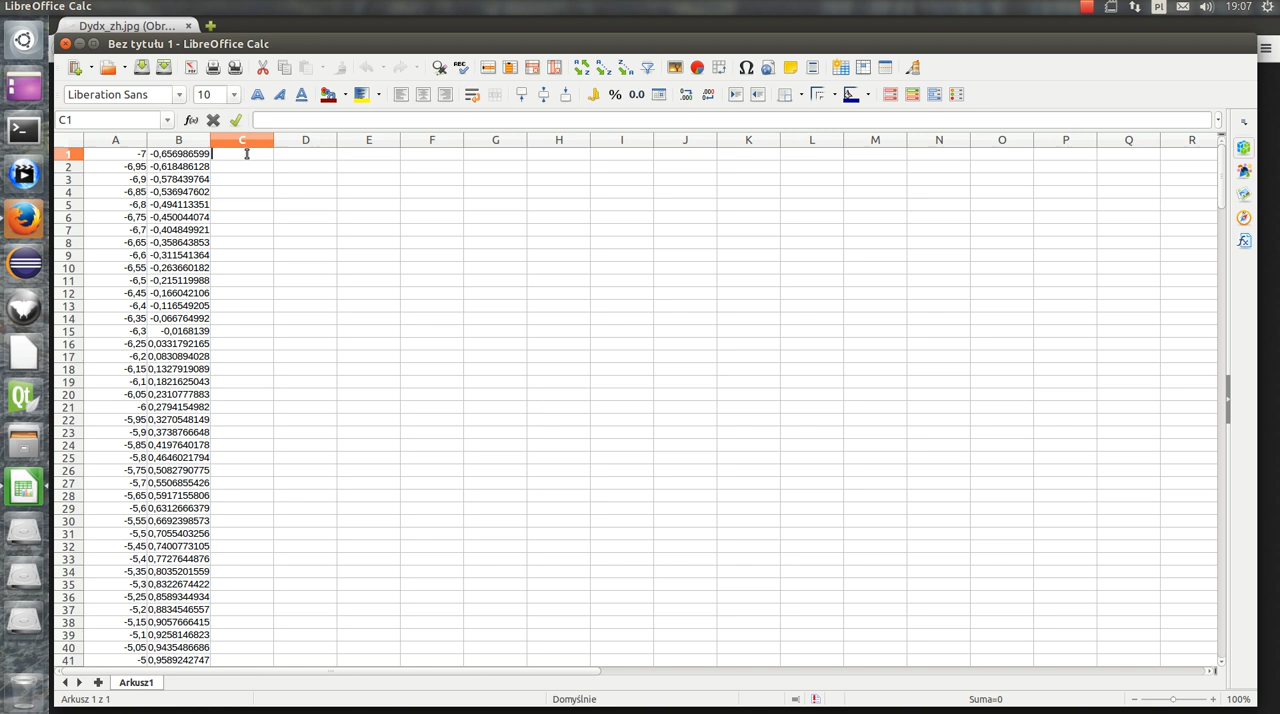 LibreOffice Calc
Pl
19:07
Dydx_zh.jpg (Obr...
Bez tytułu 1 - LibreOffice Calc
Liberation Sans
10
C1
A B C D E F G H I J K L M N O P Q R
1 -7 -0,656986599
2 -6,95 -0,618486128
3 -6,9 -0,578439764
4 -6,85 -0,536947602
5 -6,8 -0,494113351
6 -6,75 -0,450044074
7 -6,7 -0,404849921
8 -6,65 -0,358643853
9 -6,6 -0,311541364
10 -6,55 -0,263660182
11 -6,5 -0,215119988
12 -6,45 -0,166042106
13 -6,4 -0,116549205
14 -6,35 -0,066764992
15 -6,3 -0,0168139
16 -6,25 0,0331792165
17 -6,2 0,0830894028
18 -6,15 0,1327919089
19 -6,1 0,1821625043
20 -6,05 0,2310777883
21 -6 0,2794154982
22 -5,95 0,3270548149
23 -5,9 0,3738766648
24 -5,85 0,4197640178
25 -5,8 0,4646021794
26 -5,75 0,5082790775
27 -5,7 0,5506855426
28 -5,65 0,5917155806
29 -5,6 0,6312666379
30 -5,55 0,6692398573
31 -5,5 0,7055403256
32 -5,45 0,7400773105
33 -5,4 0,7727644876
34 -5,35 0,8035201559
35 -5,3 0,8322674422
36 -5,25 0,8589344934
37 -5,2 0,8834546557
38 -5,15 0,9057666415
39 -5,1 0,9258146823
40 -5,05 0,9435486686
41 -5 0,9589242747
Arkusz1
Arkusz 1 z 1
Domyślnie
Suma=0
100%